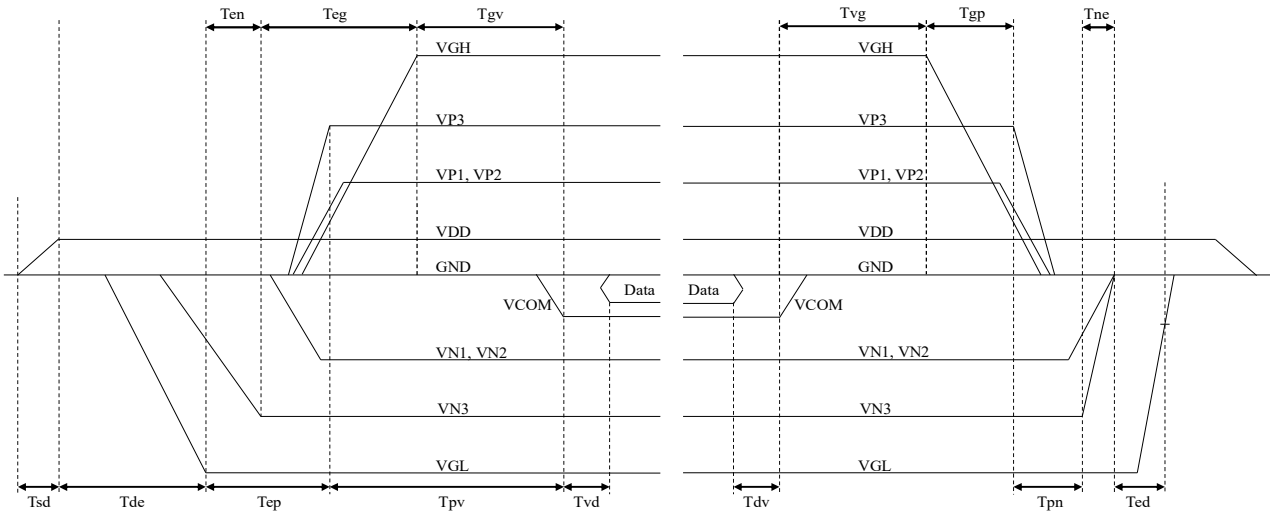 Ten Teg Tgv Tvg Tgp Tne
VGH VGH
VP3 VP3
VP1, VP2 VP1, VP2
VDD VDD
GND GND
Data Data
VCOM VCOM
VN1, VN2 VN1, VN2
VN3 VN3
VGL VGL
Tsd Tde Tep Tpv Tvd Tdv Tpn Ted